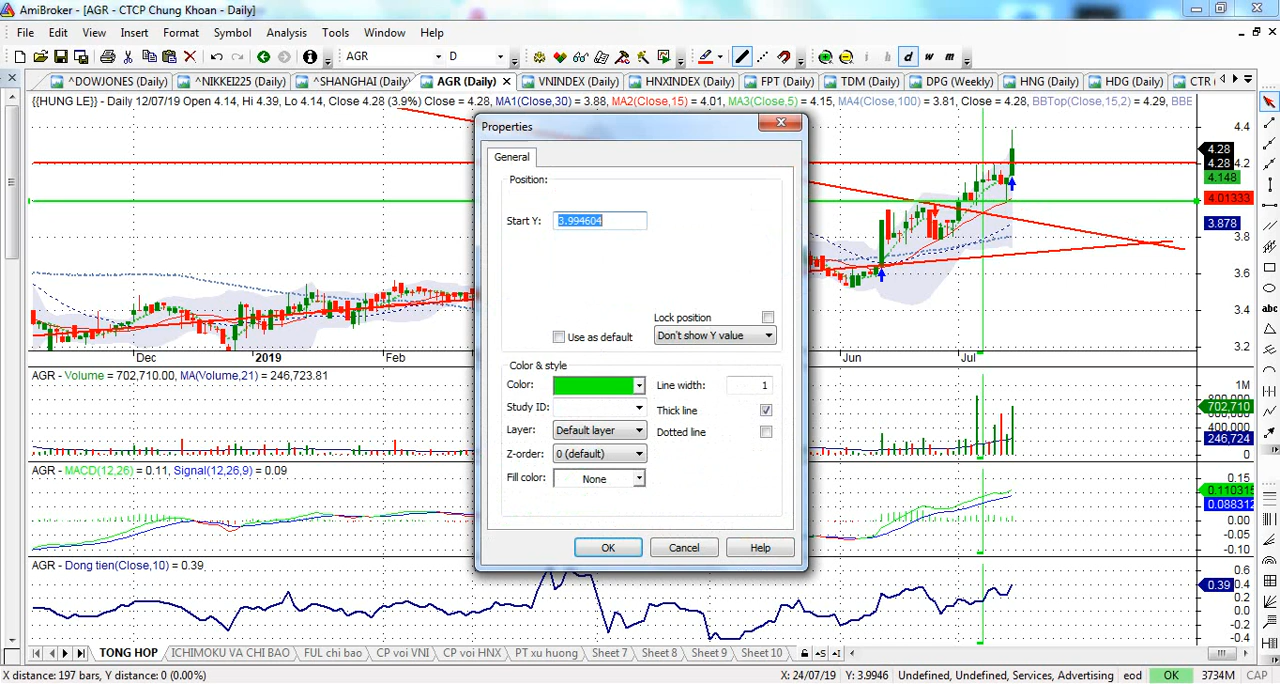 AmiBroker - [AGR - CTCP Chung Khoan - Daily]
File Edit View Insert Format Symbol Analysis Tools Window Help
AGR D d w m
^DOWJONES (Daily) ^NIKKEI225 (Daily) ^SHANGHAI (Daily) AGR (Daily) VNINDEX (Daily) HNXINDEX (Daily) FPT (Daily) TDM (Daily) DPG (Weekly) HNG (Daily) HDG (Daily) CTR (
{{HUNG LE}} - Daily 12/07/19 Open 4.14, Hi 4.39, Lo 4.14, Close 4.28 (3.9%) Close = 4.28, MA1(Close,30) = 3.88, MA2(Close,15) = 4.01, MA3(Close,5) = 4.15, MA4(Close,100) = 3.81, Close = 4.28, BBTop(Close,15,2) = 4.29, BBE
Properties
General
Position:
Start Y: 3.994604
Lock position
Use as default
Don't show Y value
Color & style
Color:
Line width: 1
Study ID:
Thick line
Layer: Default layer
Dotted line
Z-order: 0 (default)
Fill color: None
OK Cancel Help
4.4
4.28
4.28
4.2
4.148
4.01333
3.878
3.8
3.6
3.4
3.2
Dec 2019 Feb Jun Jul
AGR - Volume = 702,710.00, MA(Volume,21) = 246,723.81
1M
702,710
246,724
AGR - MACD(12,26) = 0.11, Signal(12,26,9) = 0.09
0.15
0.110315
0.088312
0.00
-0.05
-0.10
AGR - Dong tien(Close,10) = 0.39
0.6
0.39
0.2
0.0
-0.2
-0.4
TONG HOP ICHIMOKU VA CHI BAO FUL chi bao CP voi VNI CP voi HNX PT xu huong Sheet 7 Sheet 8 Sheet 9 Sheet 10
abc
X distance: 197 bars, Y distance: 0 (0.00%) X: 24/07/19 Y: 3.9946 Undefined, Undefined, Services, Advertising eod OK 3734M CAP